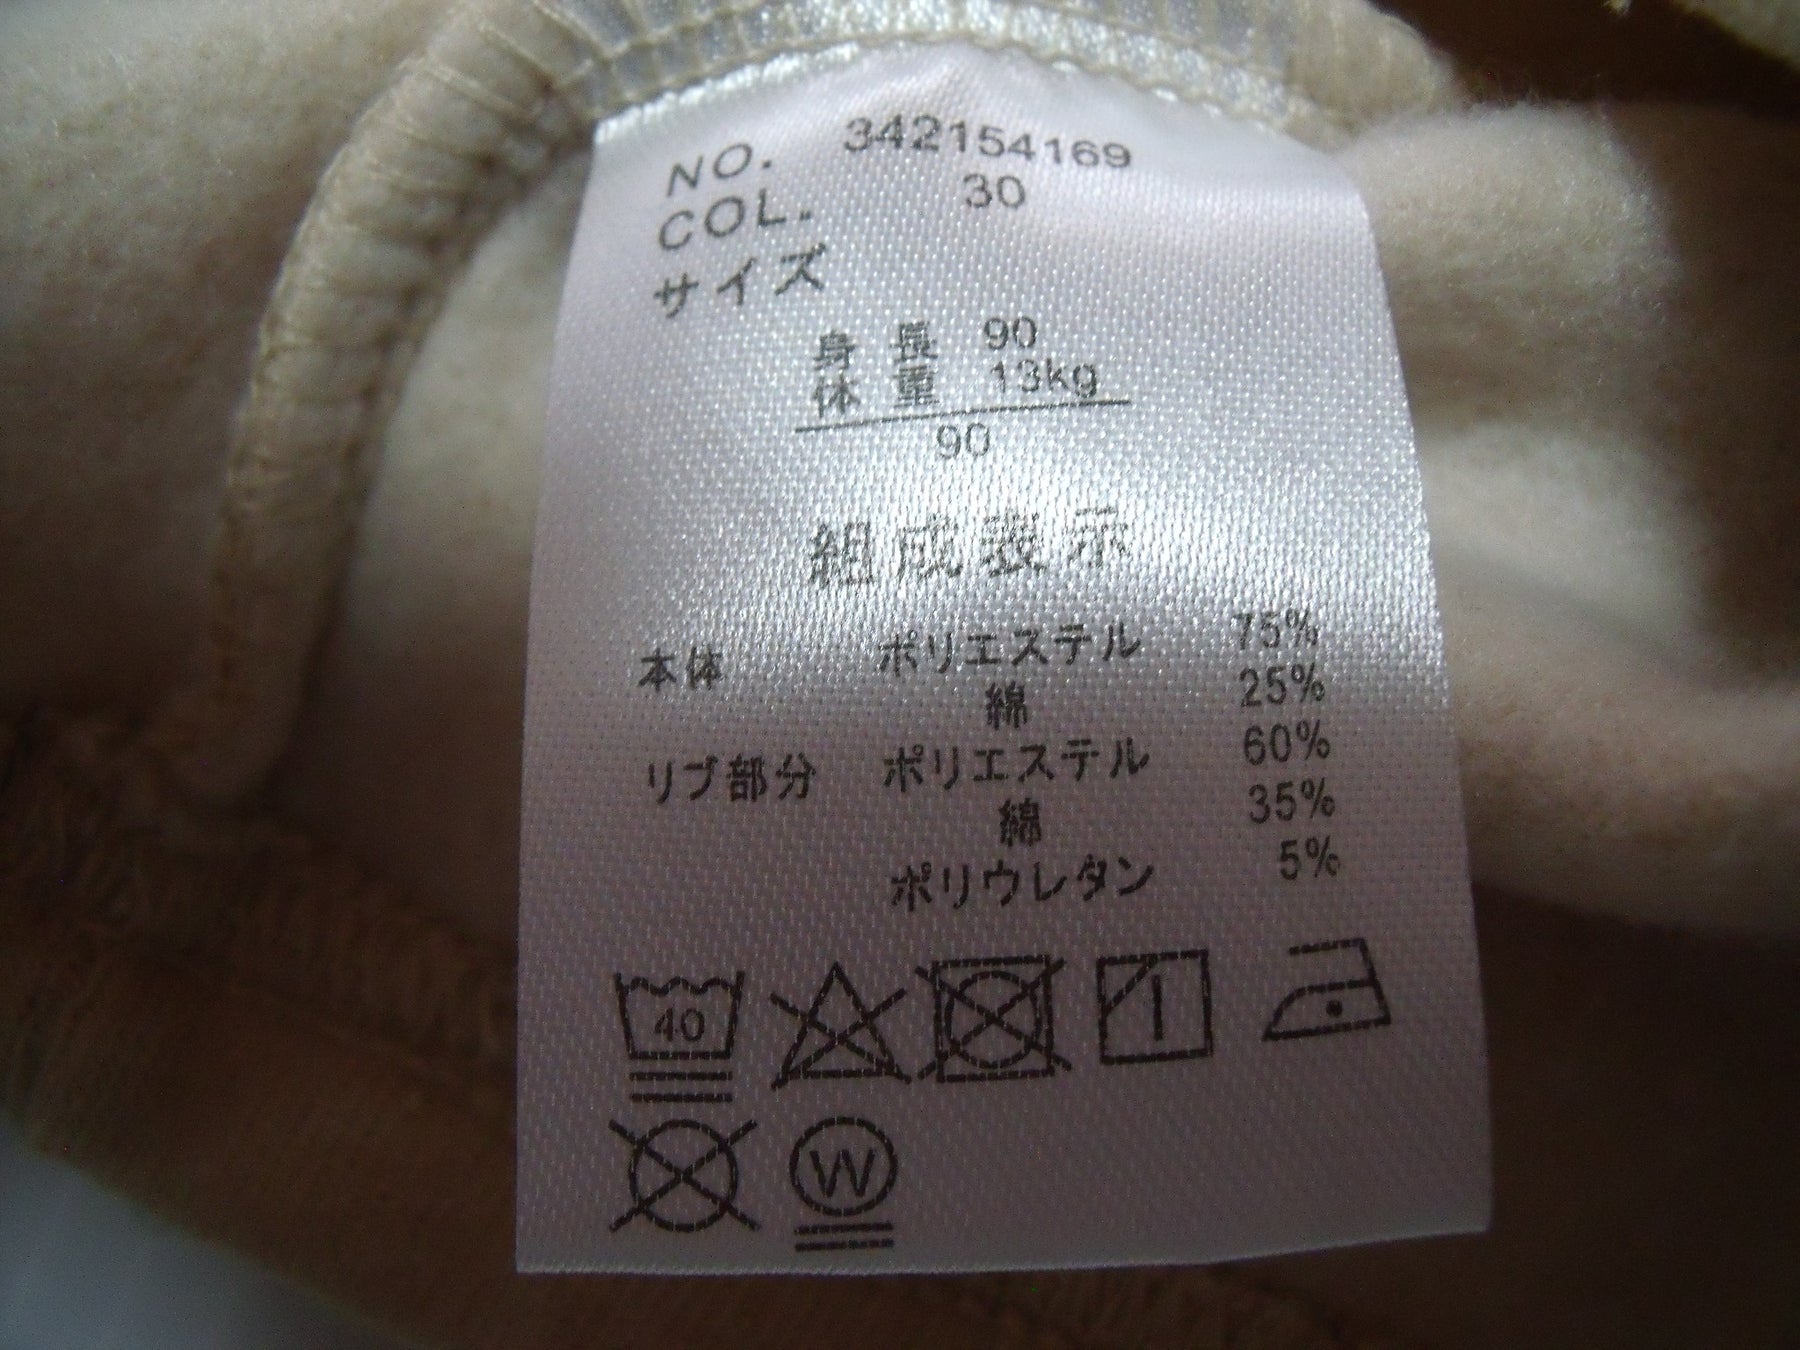 NO. 342154169
COL. 30
サイズ
身長 90
体重 13kg
90
組成表示
本体 ポリエステル 75%
綿 25%
リブ部分 ポリエステル 60%
綿 35%
ポリウレタン 5%
40
W